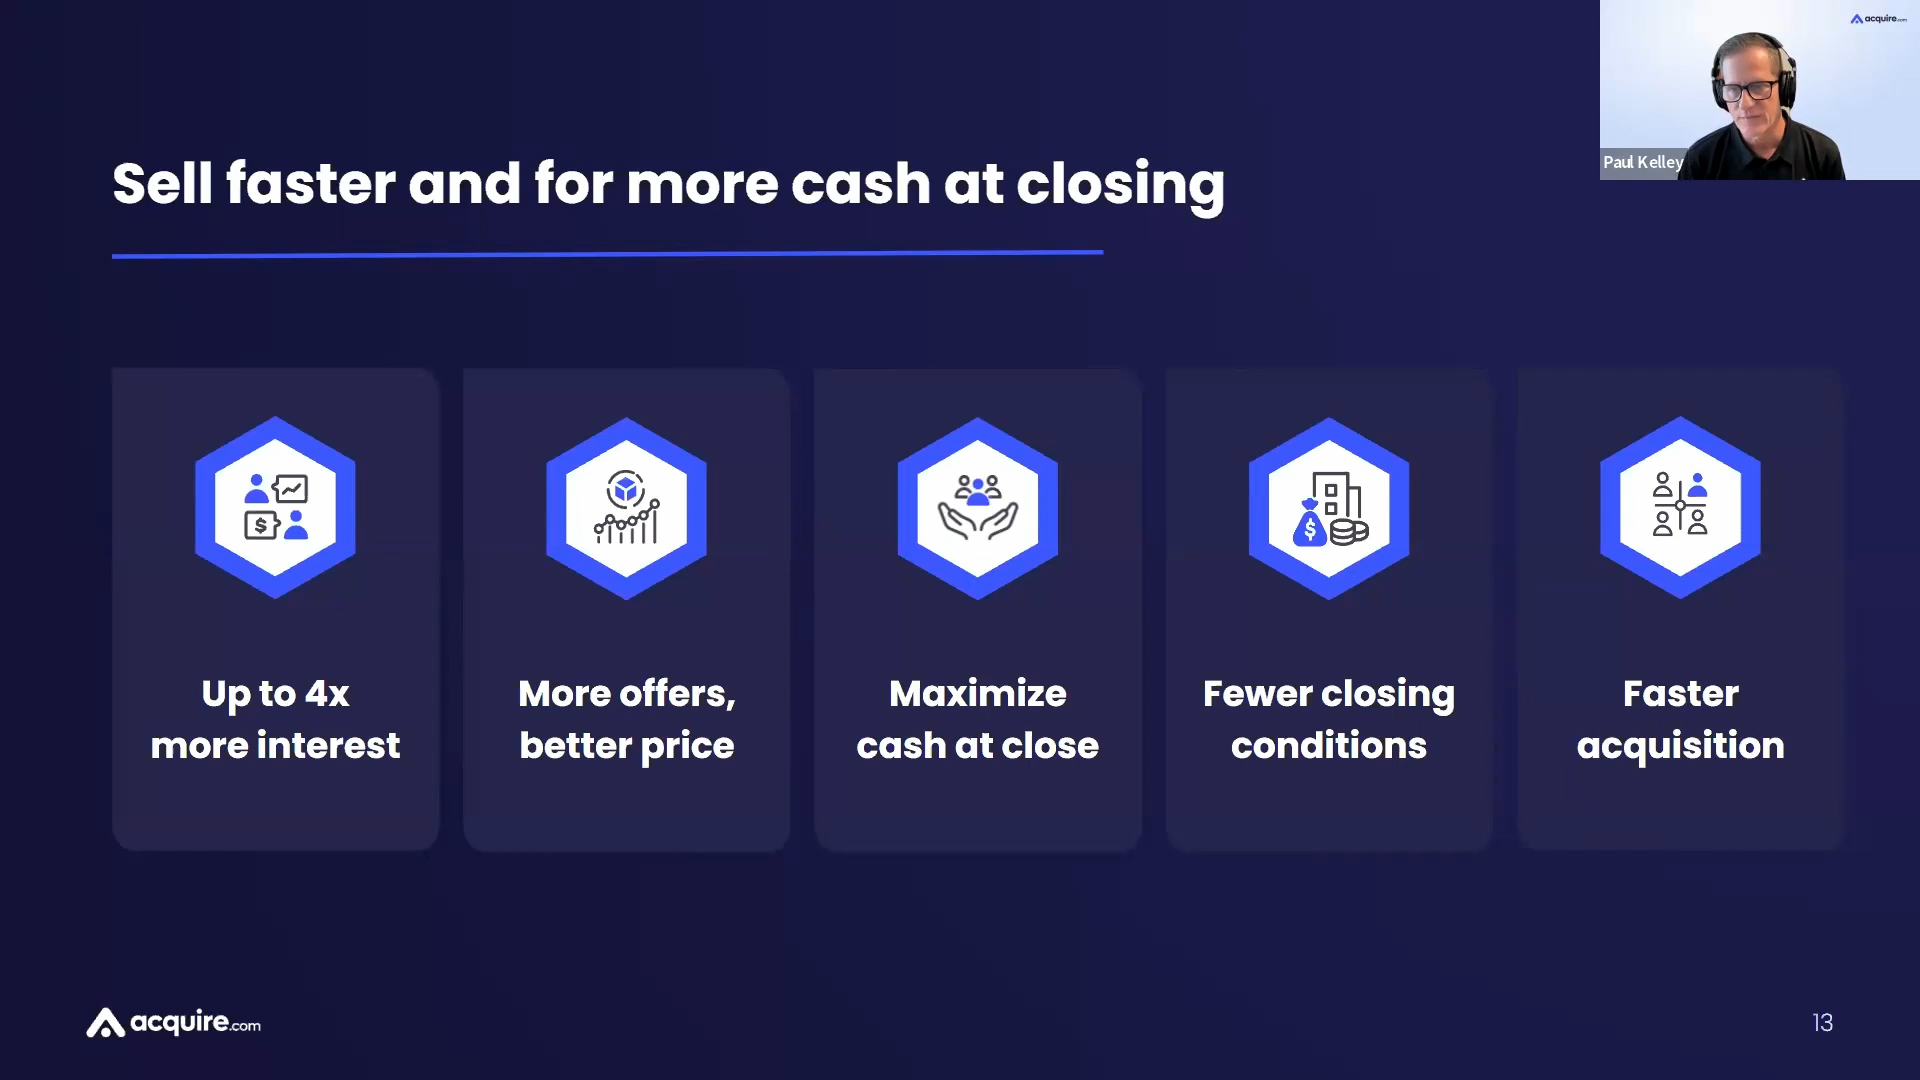 acquire.com
Paul Kelley
Sell faster and for more cash at closing
$
$
Up to 4x
more interest
More offers,
better price
Maximize
cash at close
Fewer closing
conditions
Faster
acquisition
acquire.com
13